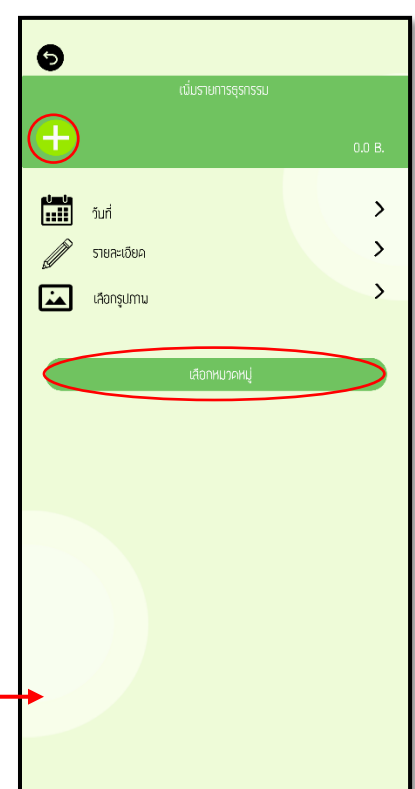 เพิ่มรายการธุรกรรม
0.0 B.
วันที่
รายละเอียด
เลือกรูปภาพ
เลือกหมวดหมู่